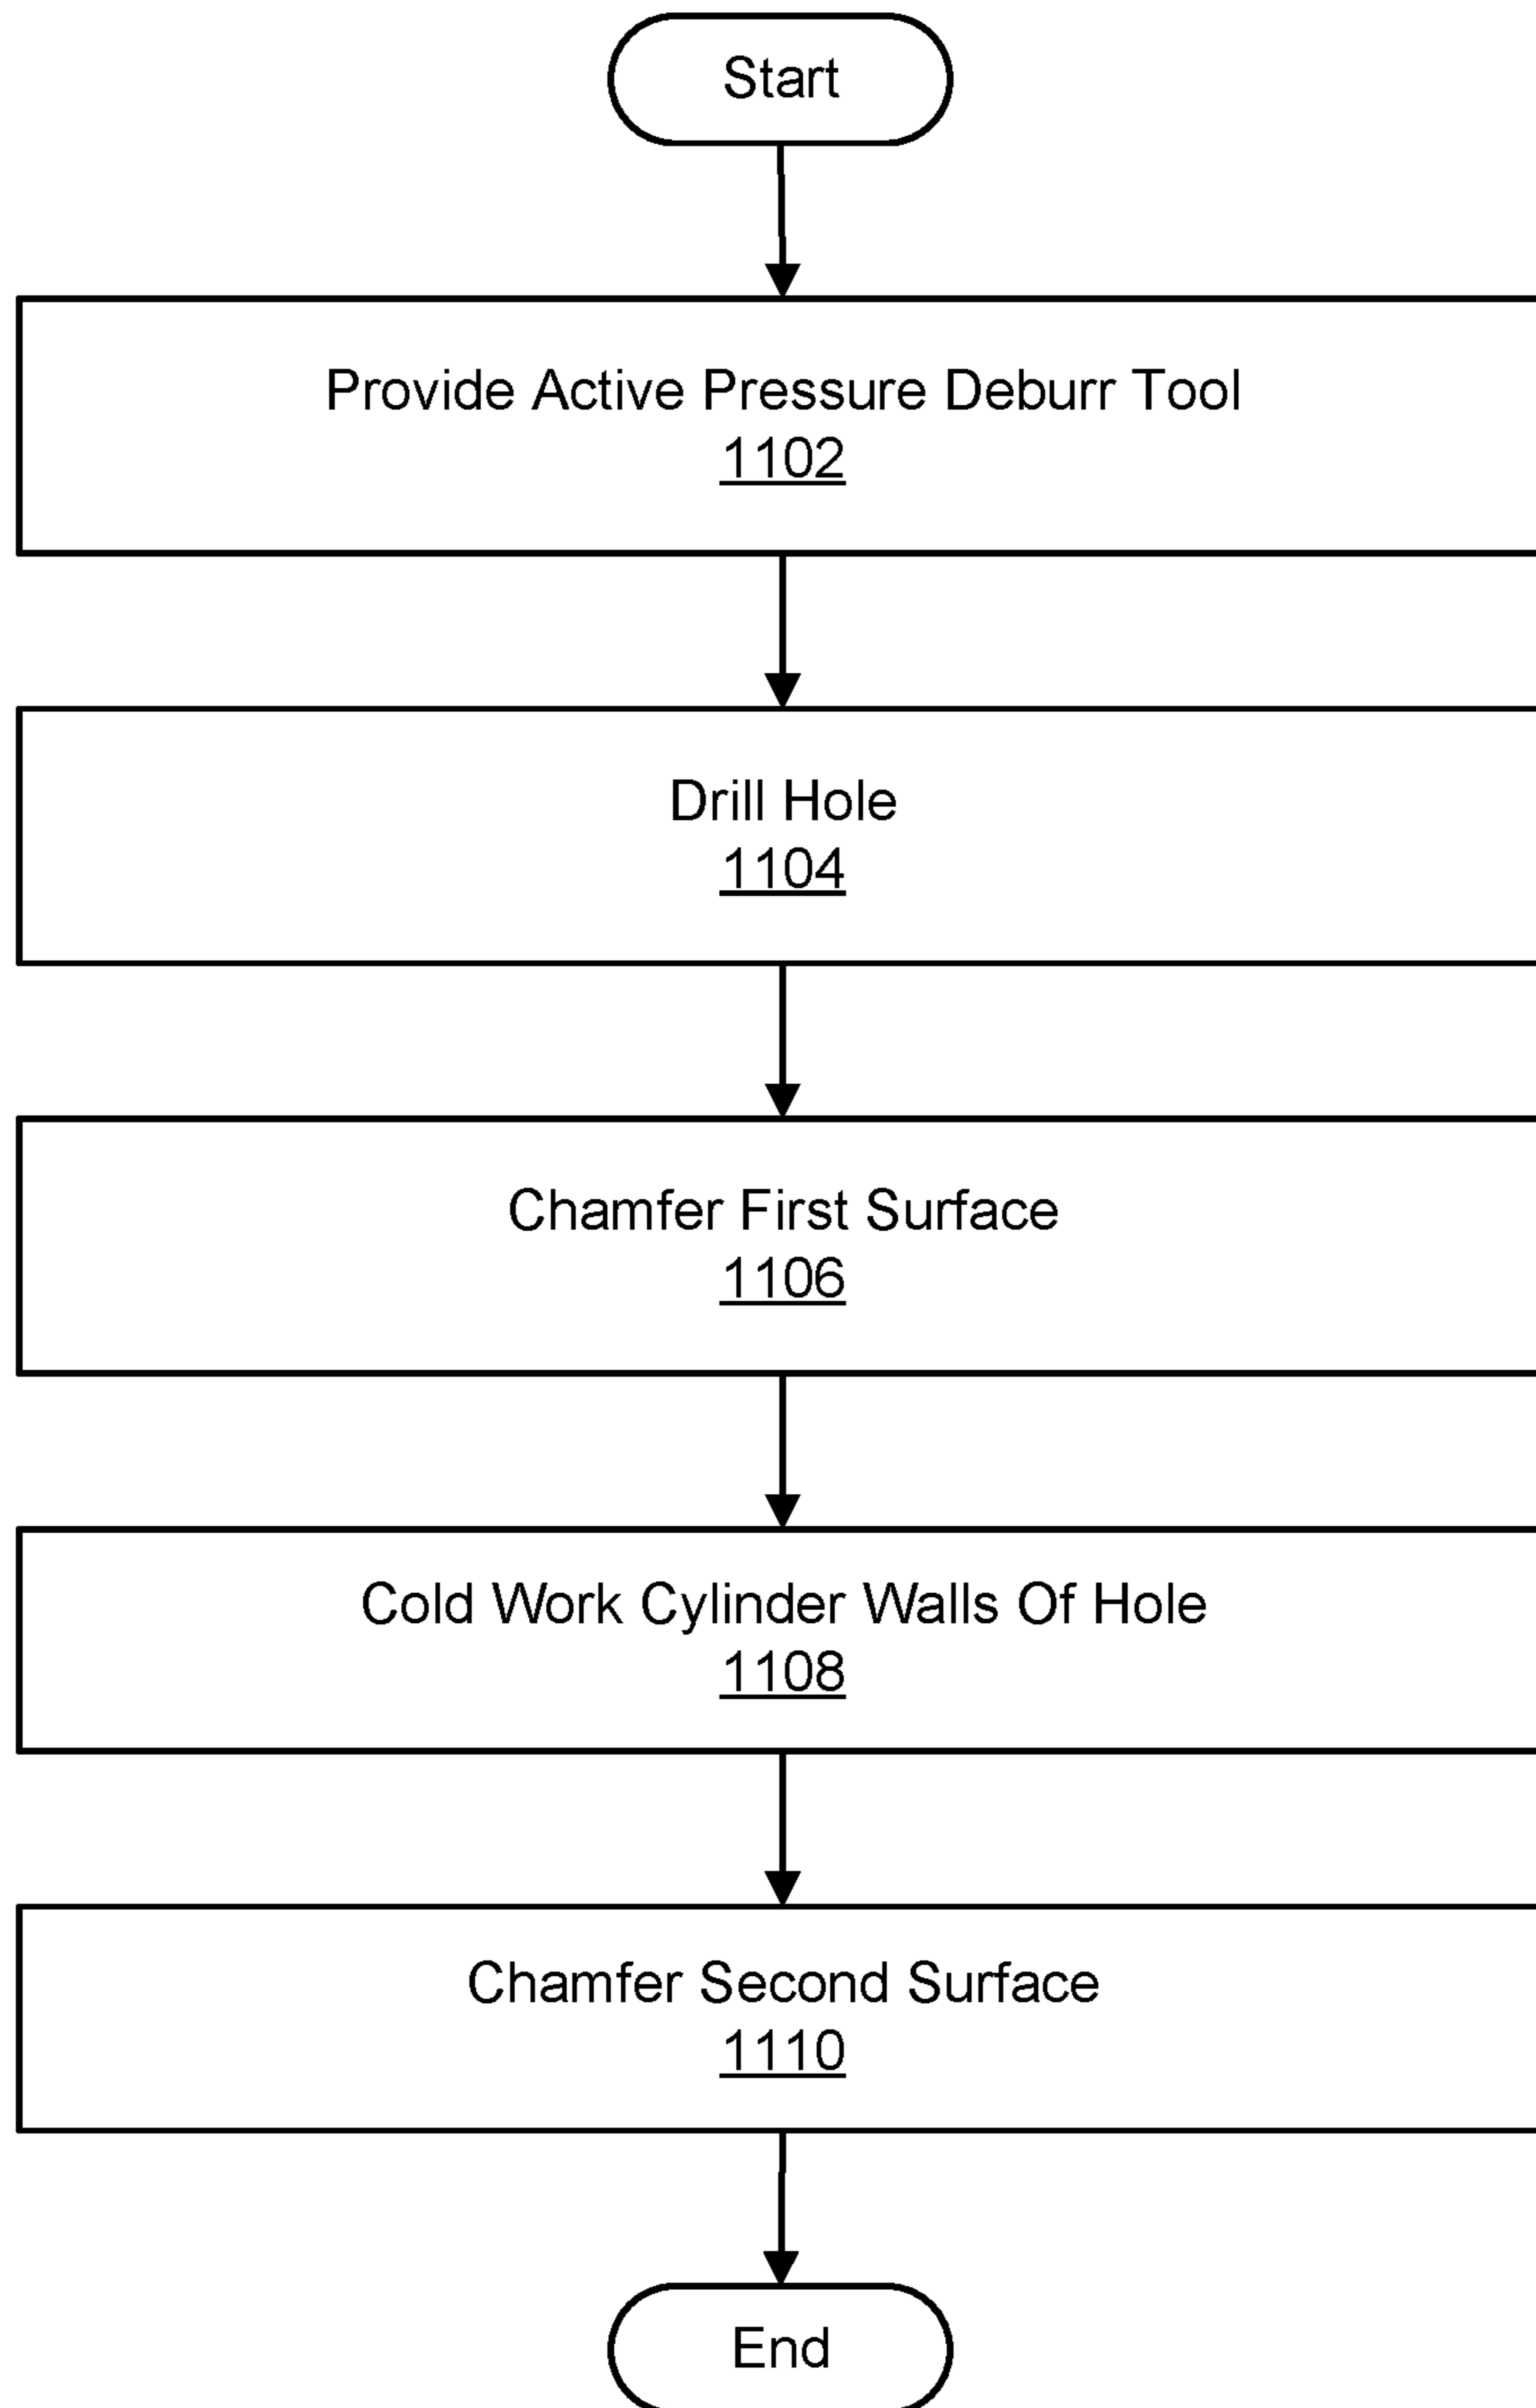 Start
Provide Active Pressure Deburr Tool
1102
Drill Hole
1104
Chamfer First Surface
1106
Cold Work Cylinder Walls Of Hole
1108
Chamfer Second Surface
1110
End